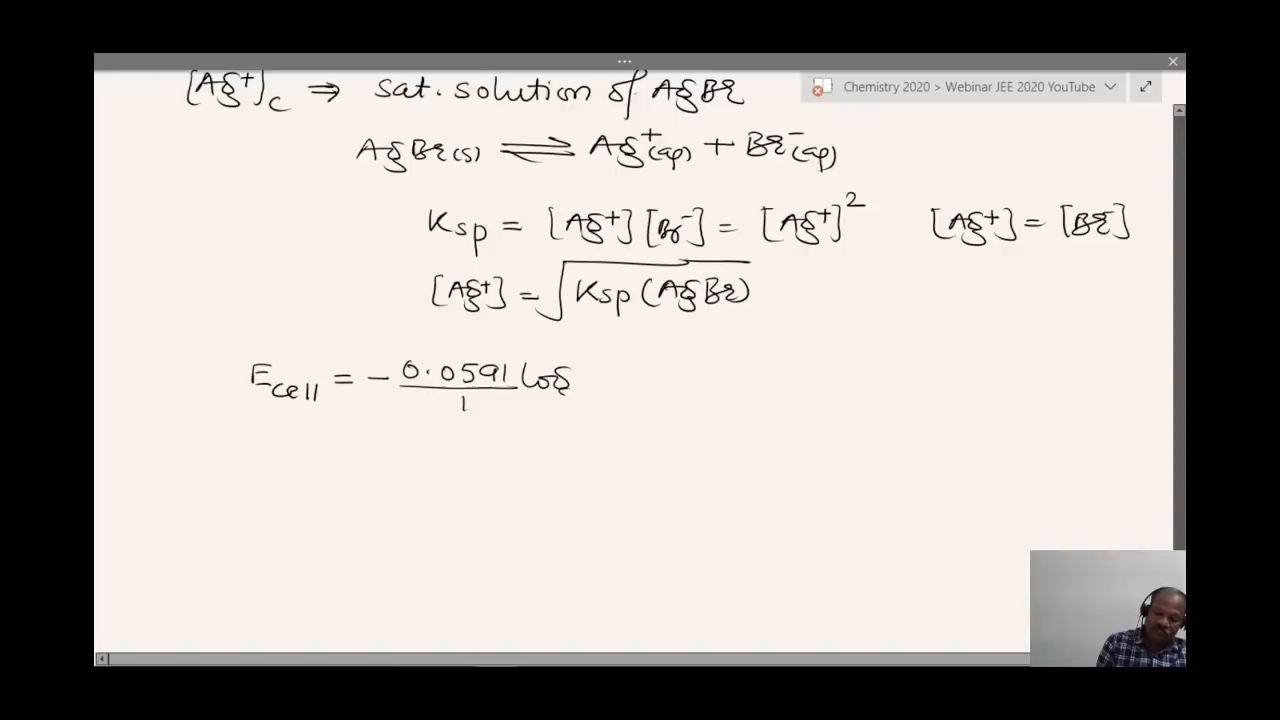 ...
[Ag⁺]c ⇒ sat. solution of AgBr
Chemistry 2020 > Webinar JEE 2020 YouTube
AgBr(s) ⇌ Ag⁺(aq) + Br⁻(aq)
Ksp = [Ag⁺][Br⁻] = [Ag⁺]² [Ag⁺] = [Br⁻]
[Ag⁺] = √Ksp(AgBr)
Ecell = - 0.0591/1 log